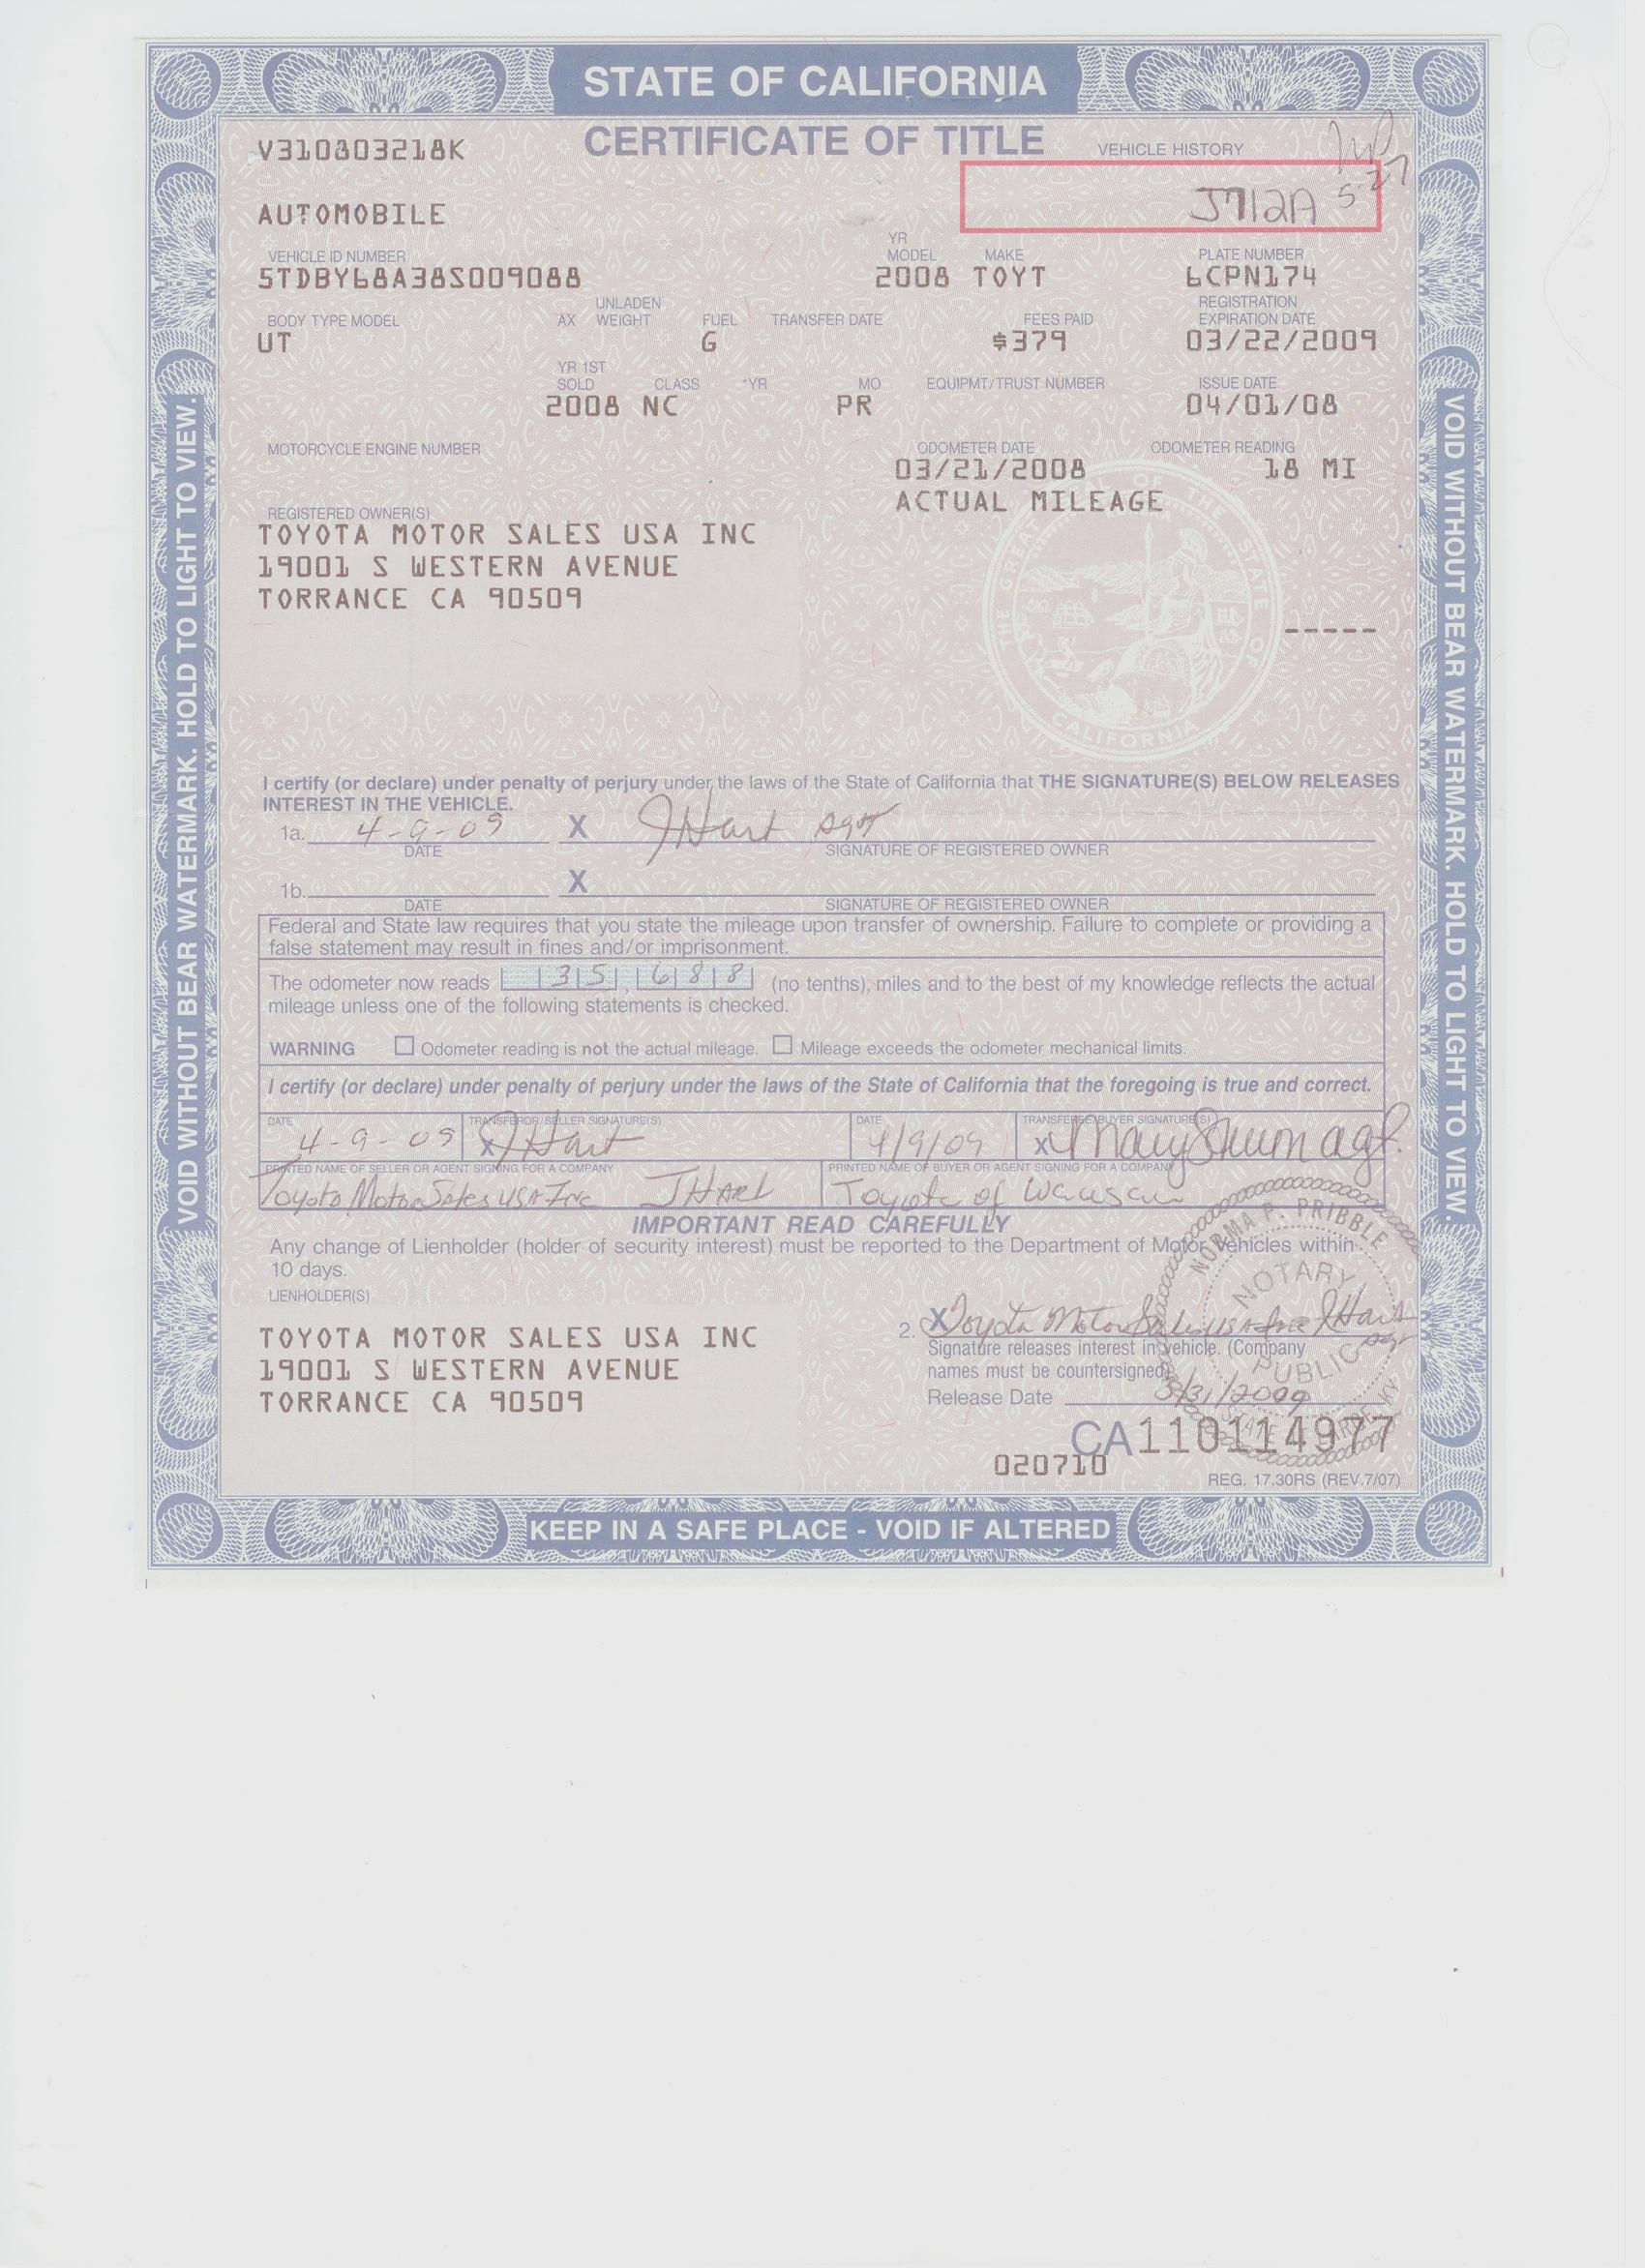 STATE OF CALIFORNIA
CERTIFICATE OF TITLE
V310803218K
VEHICLE HISTORY
5-27
J712A
AUTOMOBILE
VEHICLE ID NUMBER YR MODEL MAKE PLATE NUMBER
5TDBY68A38S009088 2008 TOYT 6CPN174
BODY TYPE MODEL AX UNLADEN WEIGHT FUEL TRANSFER DATE FEES PAID REGISTRATION EXPIRATION DATE
UT G $379 03/22/2009
YR 1ST SOLD CLASS *YR MO EQUIPMT/TRUST NUMBER ISSUE DATE
2008 NC PR 04/01/08
MOTORCYCLE ENGINE NUMBER ODOMETER DATE ODOMETER READING
03/21/2008 18 MI
ACTUAL MILEAGE
REGISTERED OWNER(S)
TOYOTA MOTOR SALES USA INC
19001 S WESTERN AVENUE
TORRANCE CA 90509
-----
I certify (or declare) under penalty of perjury under the laws of the State of California that THE SIGNATURE(S) BELOW RELEASES
INTEREST IN THE VEHICLE.
1a. 4-9-09 X JHart Agt
DATE SIGNATURE OF REGISTERED OWNER
1b. X
DATE SIGNATURE OF REGISTERED OWNER
Federal and State law requires that you state the mileage upon transfer of ownership. Failure to complete or providing a
false statement may result in fines and/or imprisonment.
The odometer now reads 35,688 (no tenths), miles and to the best of my knowledge reflects the actual
mileage unless one of the following statements is checked.
WARNING Odometer reading is not the actual mileage. Mileage exceeds the odometer mechanical limits.
I certify (or declare) under penalty of perjury under the laws of the State of California that the foregoing is true and correct.
DATE TRANSFEROR/SELLER SIGNATURE(S) DATE TRANSFEREE/BUYER SIGNATURE(S)
4-9-09 X JHart 4/9/09 X Mary agt.
PRINTED NAME OF SELLER OR AGENT SIGNING FOR A COMPANY PRINTED NAME OF BUYER OR AGENT SIGNING FOR A COMPANY
Toyota Motor Sales USA Inc JHart Toyota of Wausau
IMPORTANT READ CAREFULLY
Any change of Lienholder (holder of security interest) must be reported to the Department of Motor Vehicles within
10 days.
LIENHOLDER(S)
TOYOTA MOTOR SALES USA INC
19001 S WESTERN AVENUE
TORRANCE CA 90509
2. X Toyota Motor Sales USA Inc JHart Agt
Signature releases interest in vehicle. (Company
names must be countersigned)
Release Date 3/31/2009
NORMA P. PRIBBLE
NOTARY
PUBLIC
CA110114977
020710
REG. 17.30RS (REV.7/07)
KEEP IN A SAFE PLACE - VOID IF ALTERED
VOID WITHOUT BEAR WATERMARK. HOLD TO LIGHT TO VIEW.
VOID WITHOUT BEAR WATERMARK. HOLD TO LIGHT TO VIEW.